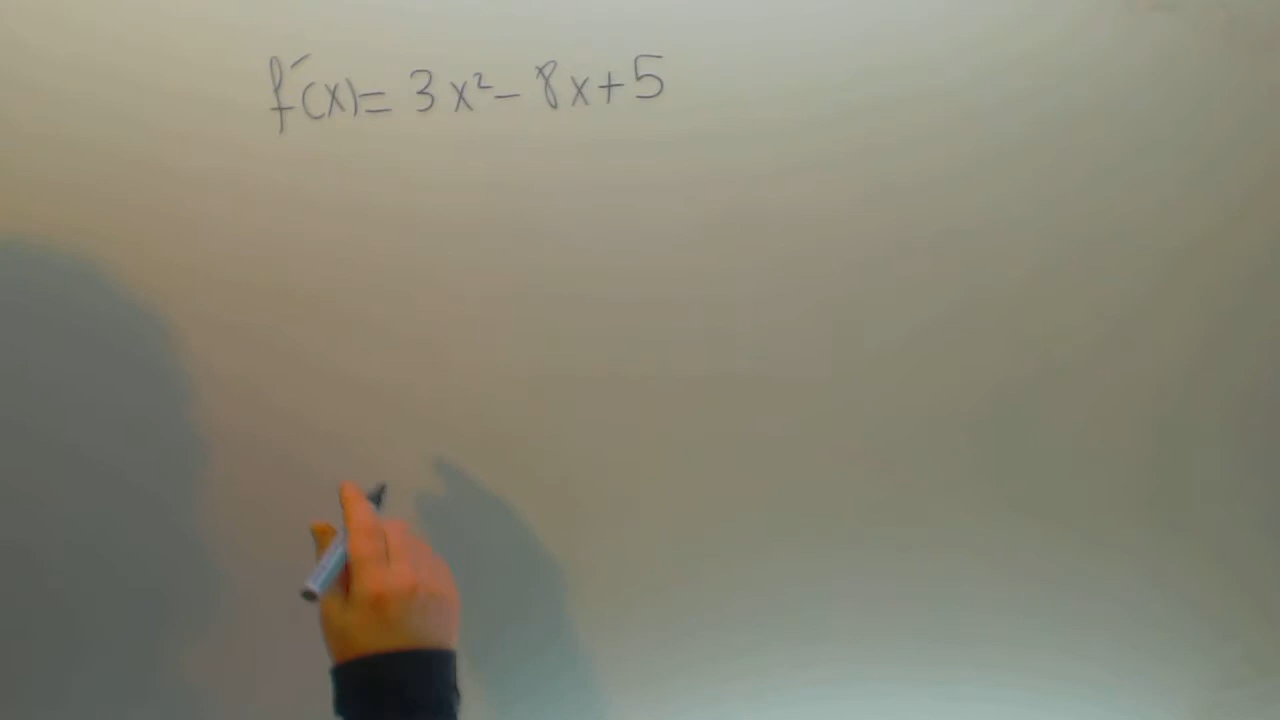 f´(x) = 3x² - 8x + 5